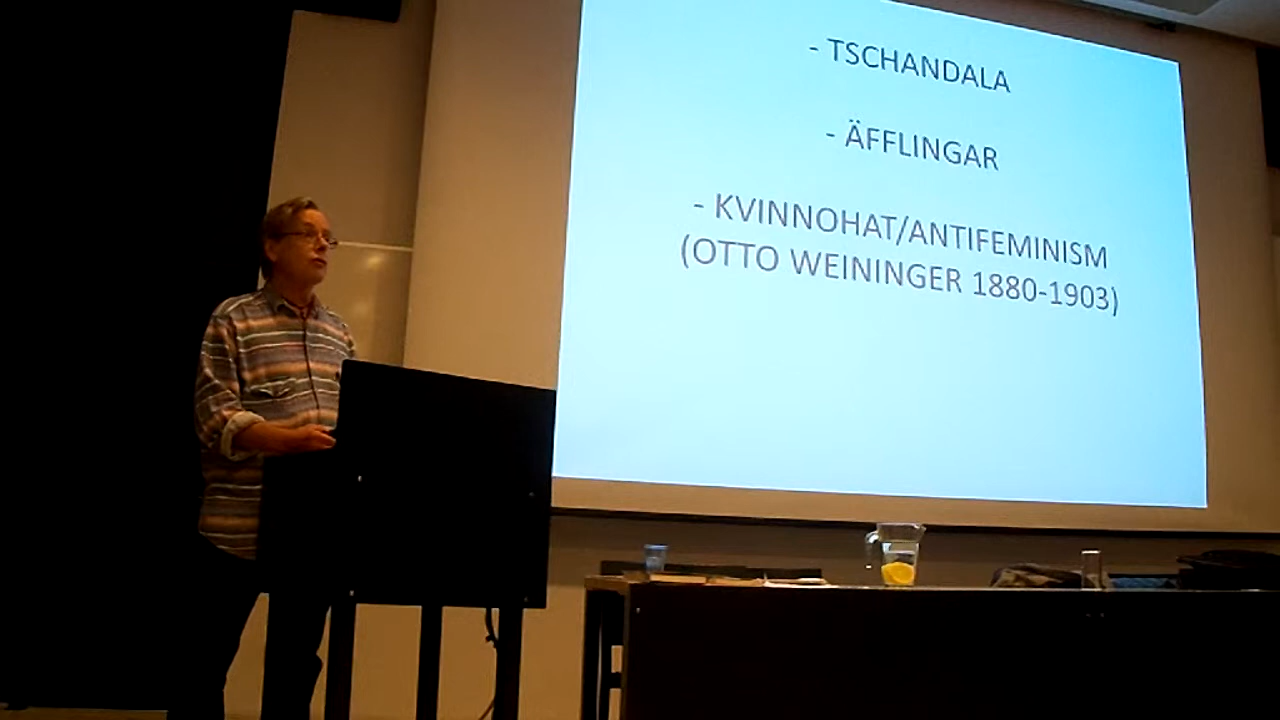 - TSCHANDALA
- ÄFFLINGAR
- KVINNOHAT/ANTIFEMINISM
(OTTO WEININGER 1880-1903)